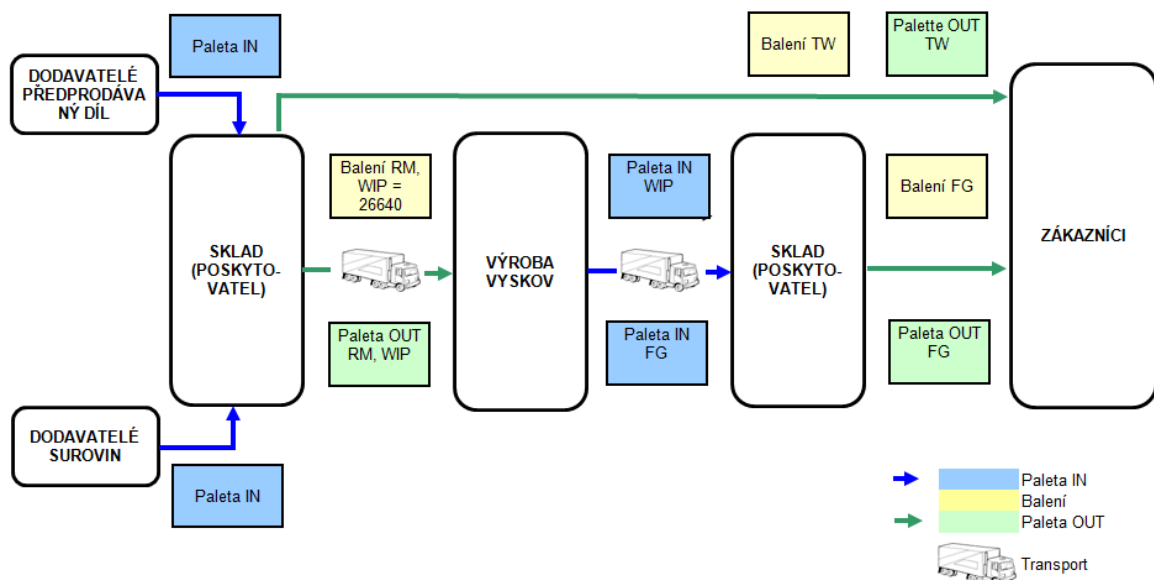 Paleta IN
Balení TW
Palette OUT
TW
DODAVATELÉ
PŘEDPRODÁVA
NÝ DÍL
Balení RM,
WIP =
26640
Paleta IN
WIP
Balení FG
SKLAD
(POSKYTO-
VATEL)
VÝROBA
VYSKOV
SKLAD
(POSKYTO-
VATEL)
ZÁKAZNÍCI
Paleta OUT
RM, WIP
Paleta IN
FG
Paleta OUT
FG
DODAVATELÉ
SUROVIN
Paleta IN
Paleta IN
Balení
Paleta OUT
Transport